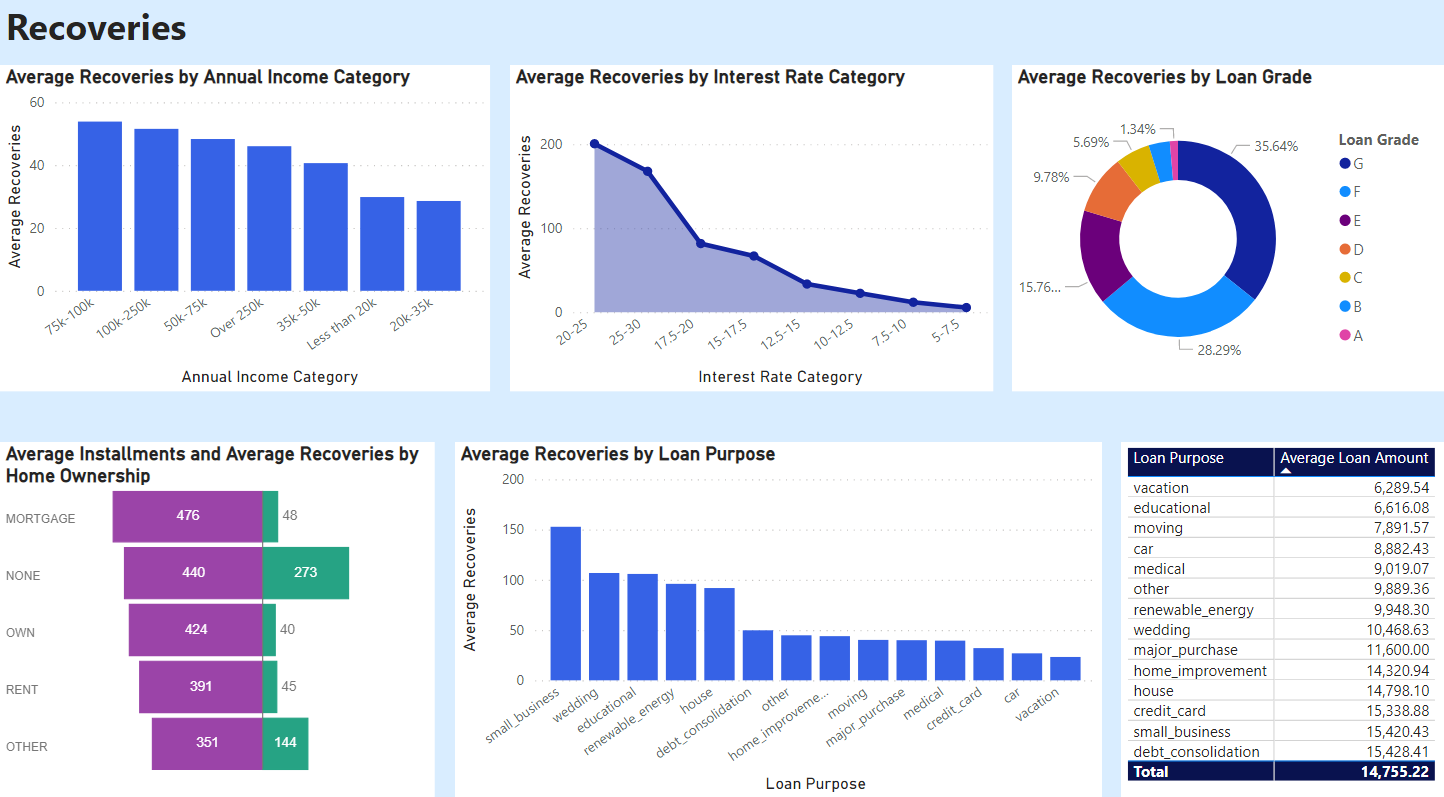 Recoveries
Average Recoveries by Annual Income Category
Average Recoveries
60
40
20
0
75k-100k
100k-250k
50k-75k
Over 250k
35k-50k
Less than 20k
20k-35k
Annual Income Category
Average Recoveries by Interest Rate Category
Average Recoveries
200
100
0
20-25
25-30
17.5-20
15-17.5
12.5-15
10-12.5
7.5-10
5-7.5
Interest Rate Category
Average Recoveries by Loan Grade
1.34%
5.69%
9.78%
15.76...
35.64%
28.29%
Loan Grade
G
F
E
D
C
B
A
Average Installments and Average Recoveries by
Home Ownership
MORTGAGE 476 48
NONE 440 273
OWN 424 40
RENT 391 45
OTHER 351 144
Average Recoveries by Loan Purpose
Average Recoveries
200
150
100
50
0
small_business
wedding
educational
renewable_energy
house
debt_consolidation
other
home_improveme...
moving
major_purchase
medical
credit_card
car
vacation
Loan Purpose
Loan Purpose Average Loan Amount
vacation 6,289.54
educational 6,616.08
moving 7,891.57
car 8,882.43
medical 9,019.07
other 9,889.36
renewable_energy 9,948.30
wedding 10,468.63
major_purchase 11,600.00
home_improvement 14,320.94
house 14,798.10
credit_card 15,338.88
small_business 15,420.43
debt_consolidation 15,428.41
Total 14,755.22